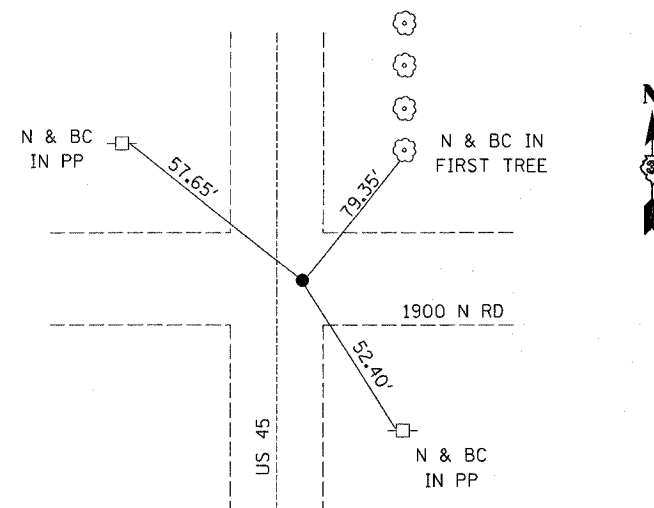 N
N & BC
IN PP
N & BC IN
FIRST TREE
57.65'
79.35'
1900 N RD
52.40'
US 45
N & BC
IN PP